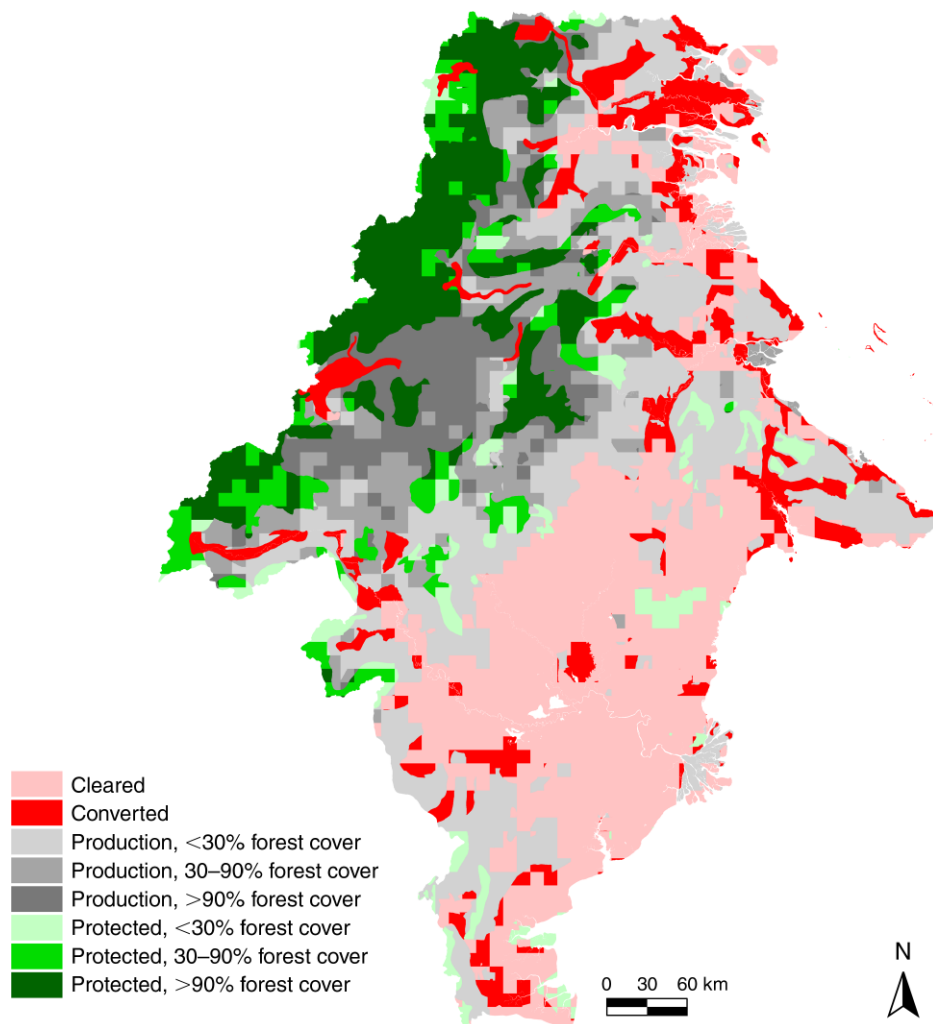 Cleared
Converted
Production, <30% forest cover
Production, 30–90% forest cover
Production, >90% forest cover
Protected, <30% forest cover
Protected, 30–90% forest cover
Protected, >90% forest cover
0 30 60 km
N